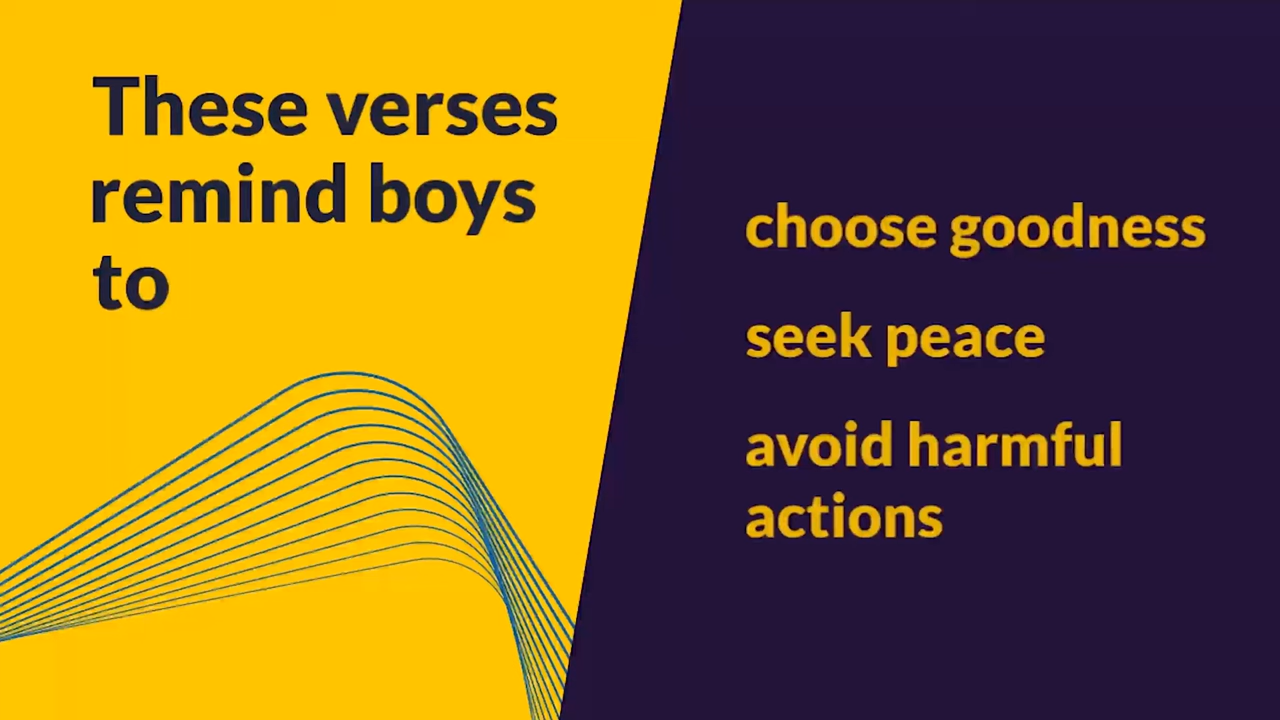 These verses
remind boys
to
choose goodness
seek peace
avoid harmful
actions